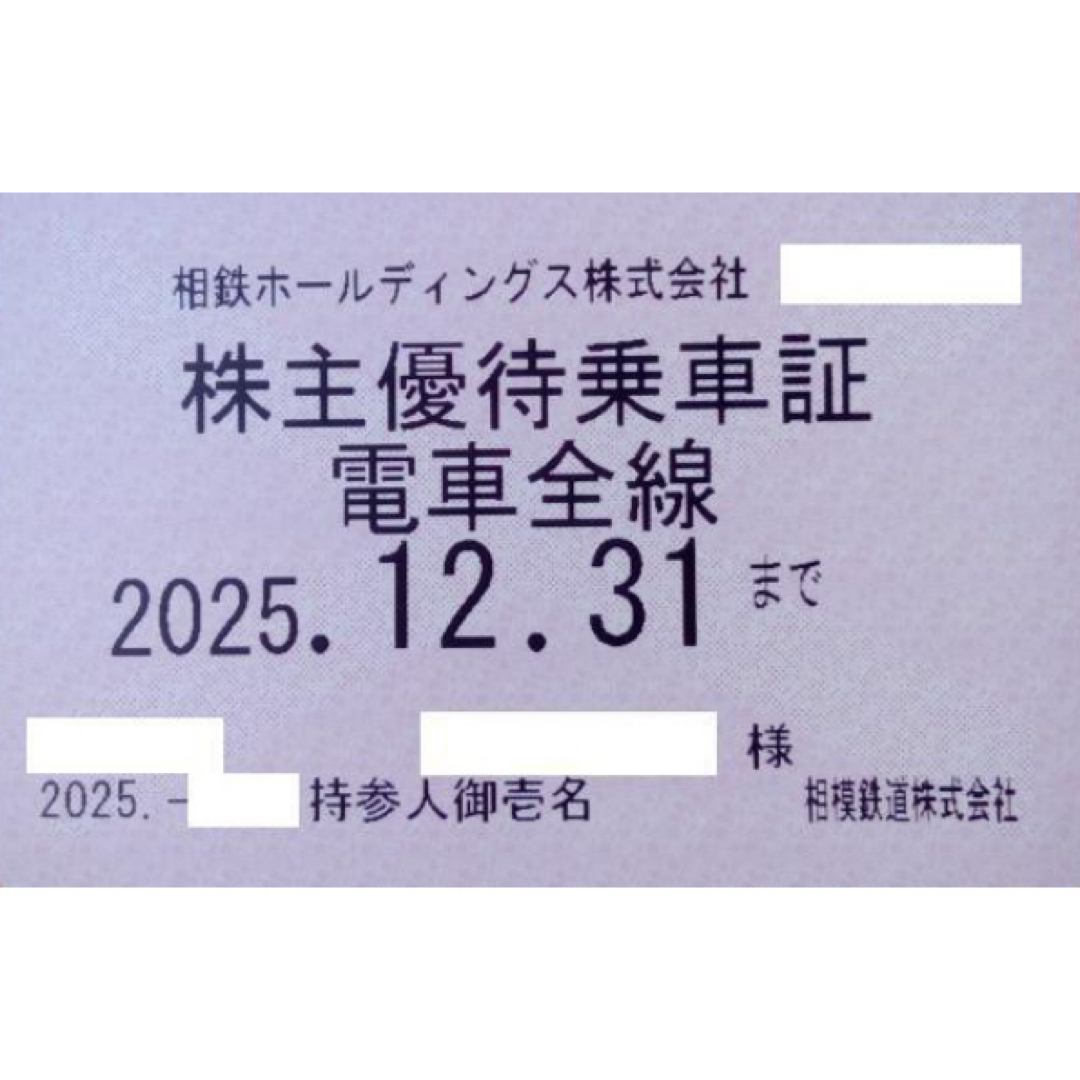 相鉄ホールディングス株式会社
株主優待乗車証
電車全線
2025.12.31まで
様
2025.- 持参人御壱名 相模鉄道株式会社